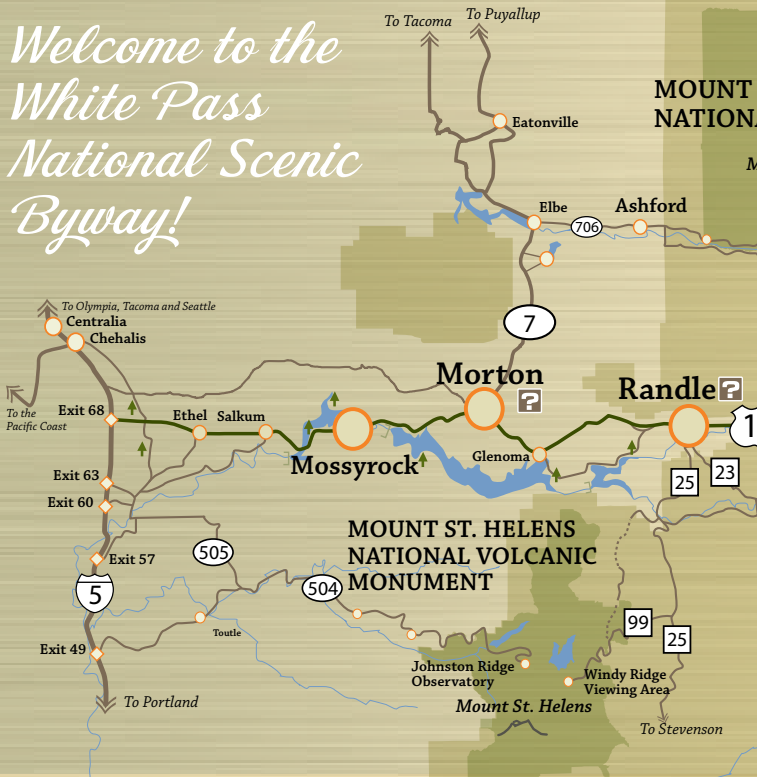 Welcome to the
White Pass
National Scenic
Byway!
To Tacoma
To Puyallup
Eatonville
MOUNT
NATIONA
M
Elbe
706
Ashford
7
To Olympia, Tacoma and Seattle
Centralia
Chehalis
To the
Pacific Coast
Exit 68
Ethel
Salkum
Mossyrock
Morton
?
Glenoma
Randle
?
1
25
23
Exit 63
Exit 60
Exit 57
505
5
MOUNT ST. HELENS
NATIONAL VOLCANIC
MONUMENT
504
Toutle
99
25
Exit 49
Johnston Ridge
Observatory
Windy Ridge
Viewing Area
Mount St. Helens
To Portland
To Stevenson